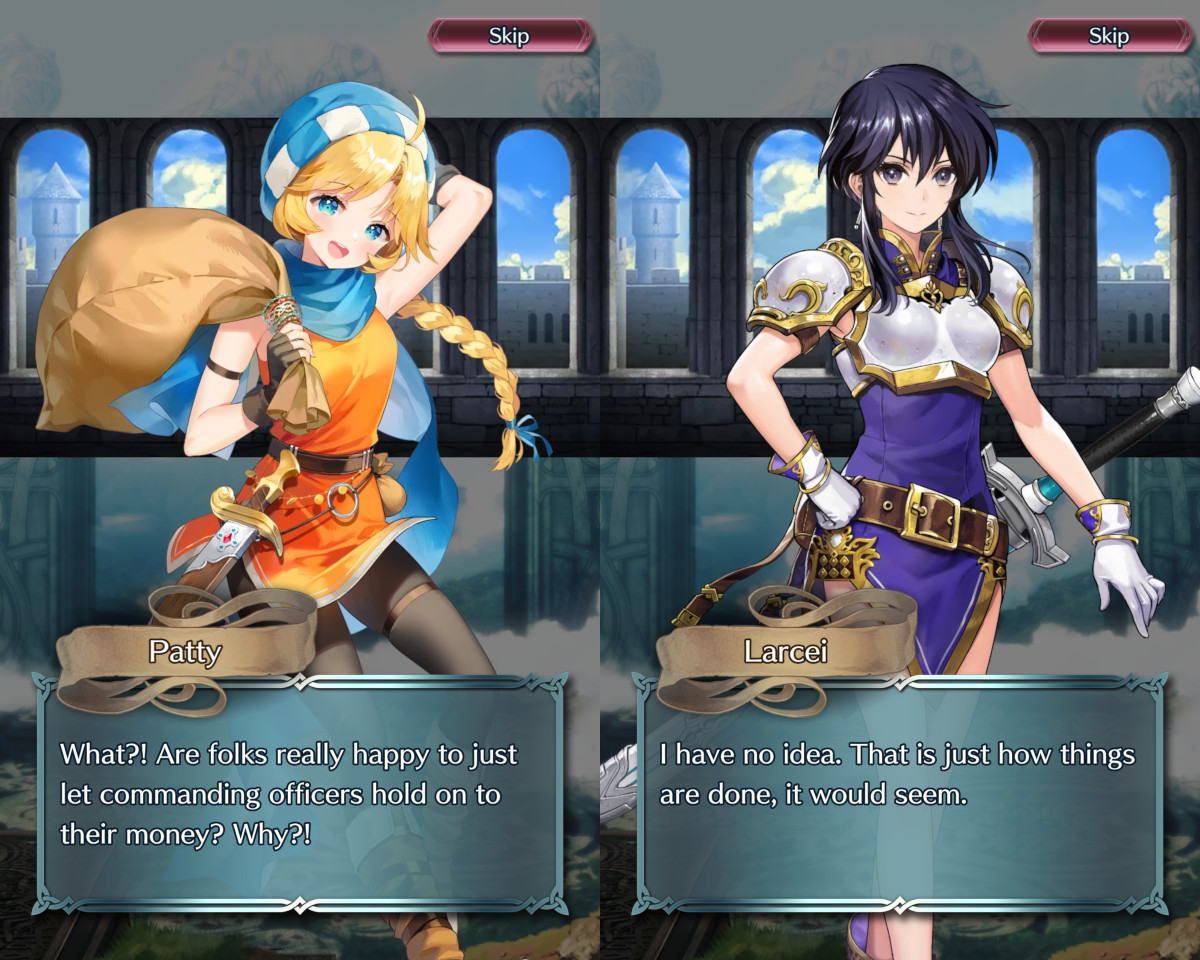 Skip
Patty
What?! Are folks really happy to just
let commanding officers hold on to
their money? Why?!
Skip
Larcei
I have no idea. That is just how things
are done, it would seem.